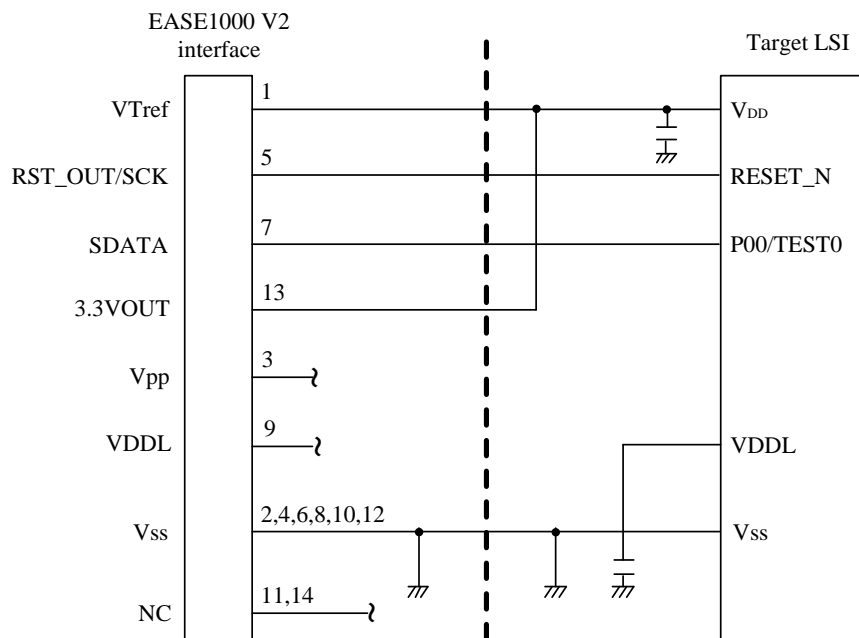 EASE1000 V2
interface
Target LSI
VTref
1
VDD
RST_OUT/SCK
5
RESET_N
SDATA
7
P00/TEST0
3.3VOUT
13
Vpp
3
VDDL
9
VDDL
Vss
2,4,6,8,10,12
Vss
NC
11,14